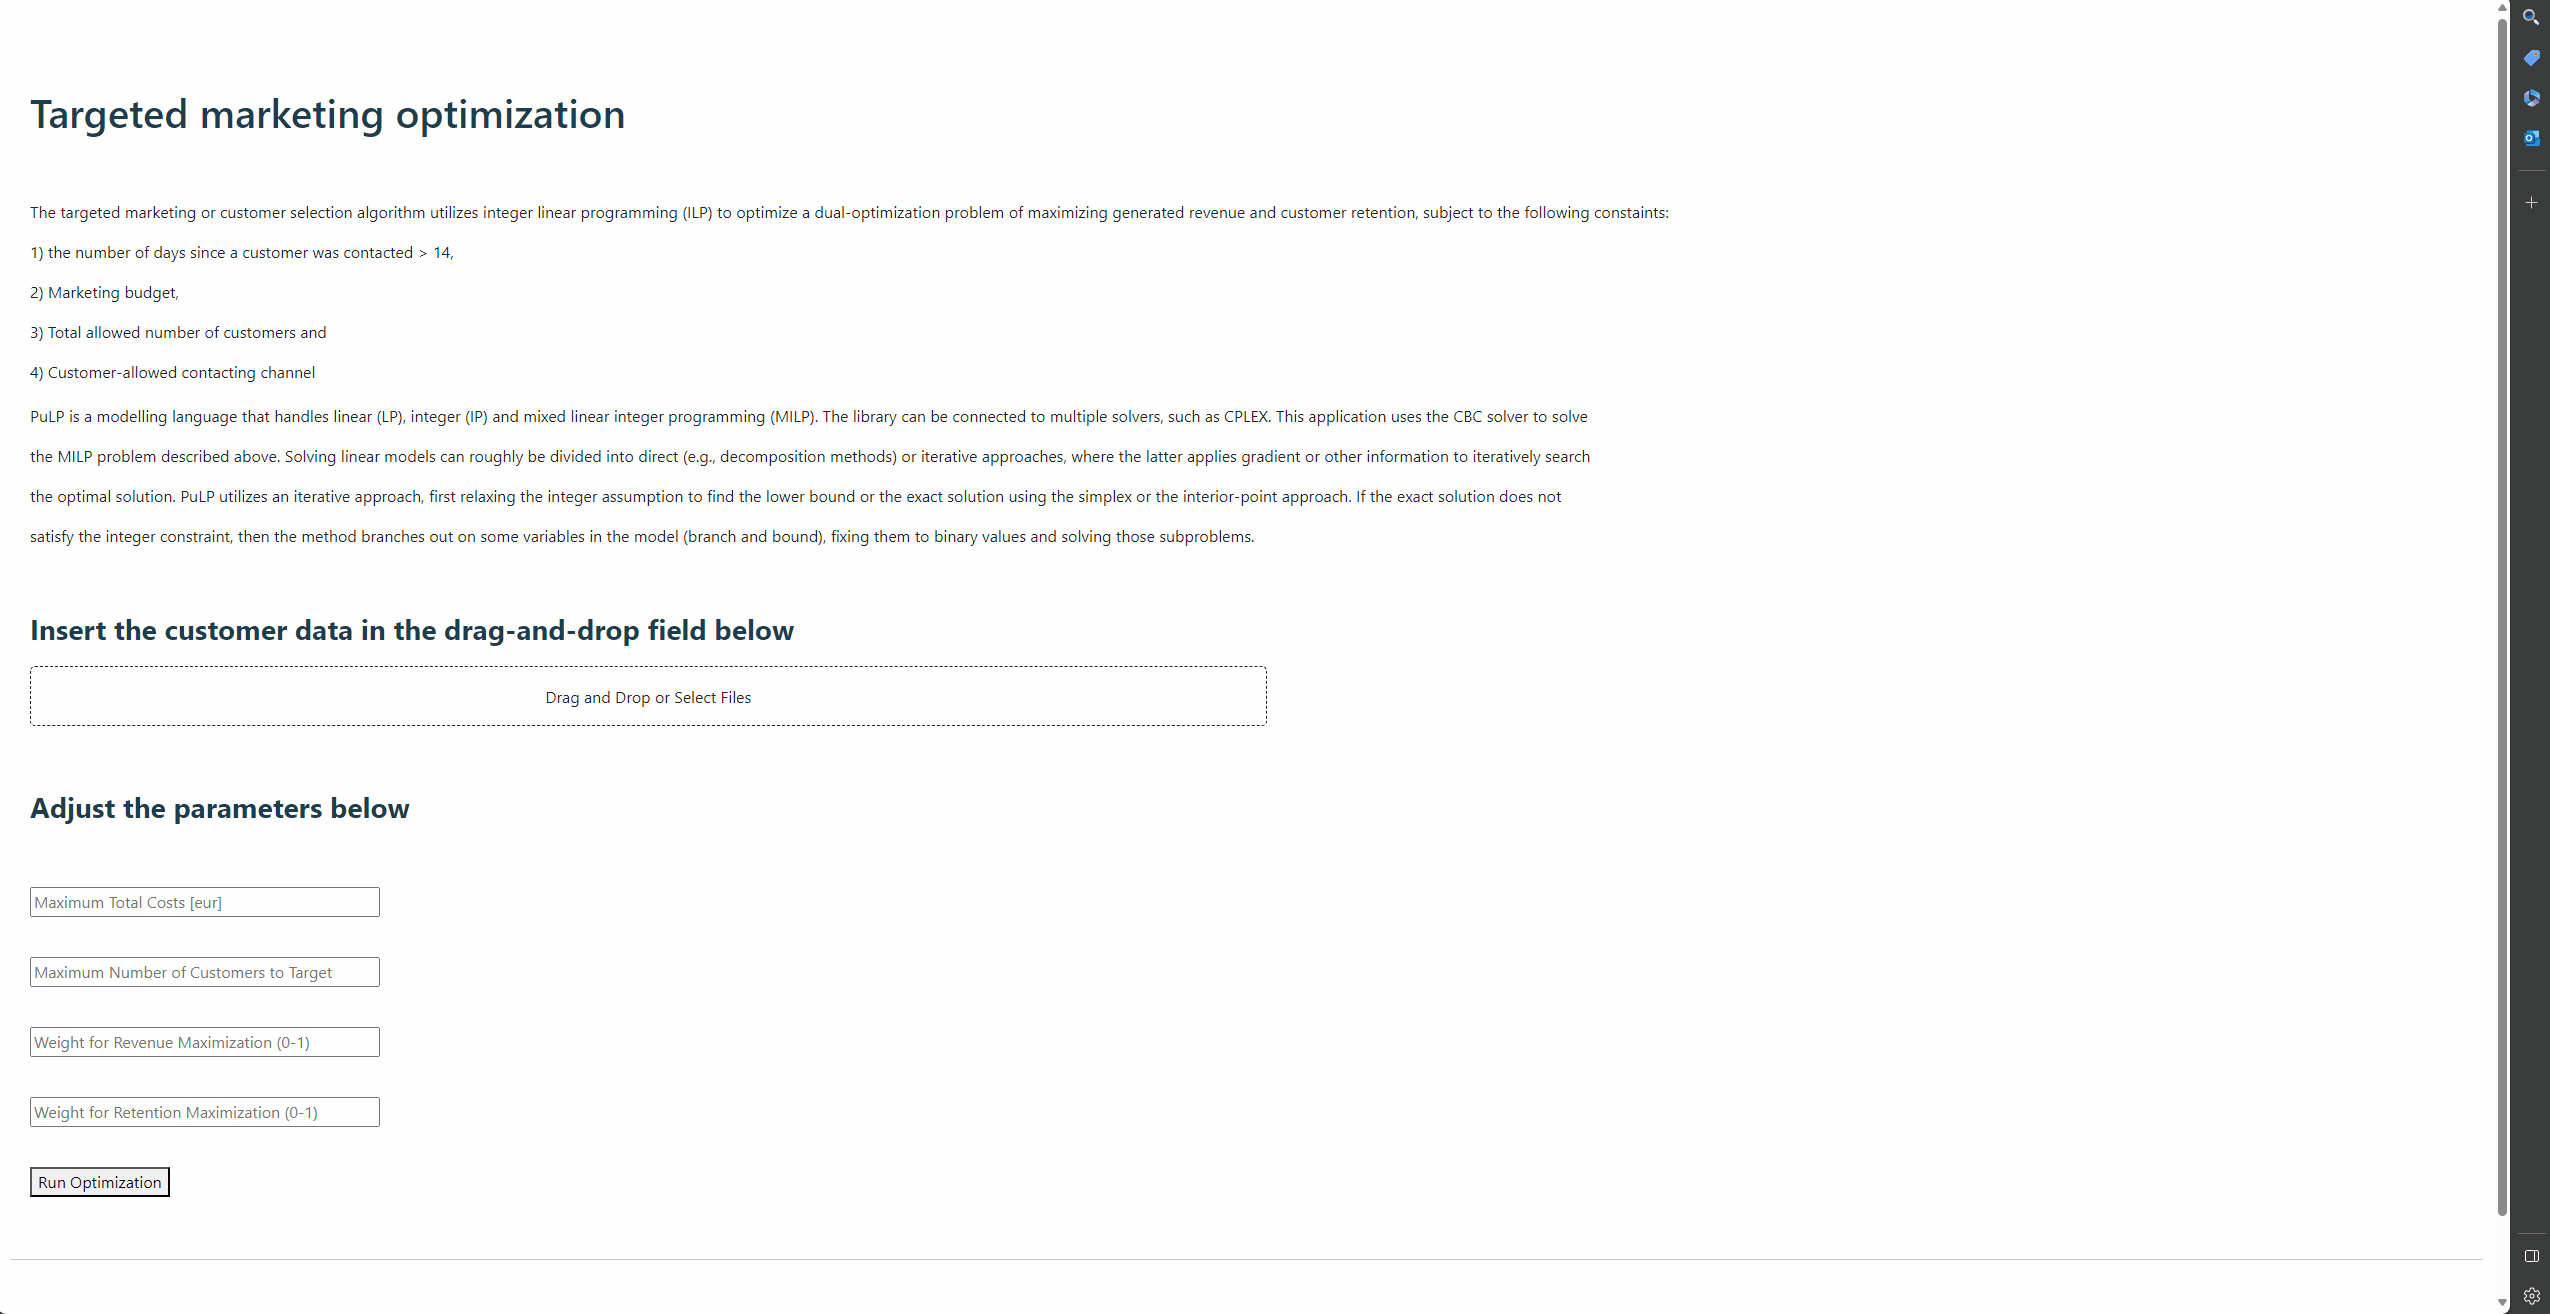 Targeted marketing optimization
The targeted marketing or customer selection algorithm utilizes integer linear programming (ILP) to optimize a dual-optimization problem of maximizing generated revenue and customer retention, subject to the following constaints:
1) the number of days since a customer was contacted > 14,
2) Marketing budget,
3) Total allowed number of customers and
4) Customer-allowed contacting channel
PuLP is a modelling language that handles linear (LP), integer (IP) and mixed linear integer programming (MILP). The library can be connected to multiple solvers, such as CPLEX. This application uses the CBC solver to solve
the MILP problem described above. Solving linear models can roughly be divided into direct (e.g., decomposition methods) or iterative approaches, where the latter applies gradient or other information to iteratively search
the optimal solution. PuLP utilizes an iterative approach, first relaxing the integer assumption to find the lower bound or the exact solution using the simplex or the interior-point approach. If the exact solution does not
satisfy the integer constraint, then the method branches out on some variables in the model (branch and bound), fixing them to binary values and solving those subproblems.
Insert the customer data in the drag-and-drop field below
Drag and Drop or Select Files
Adjust the parameters below
Maximum Total Costs [eur]
Maximum Number of Customers to Target
Weight for Revenue Maximization (0-1)
Weight for Retention Maximization (0-1)
Run Optimization